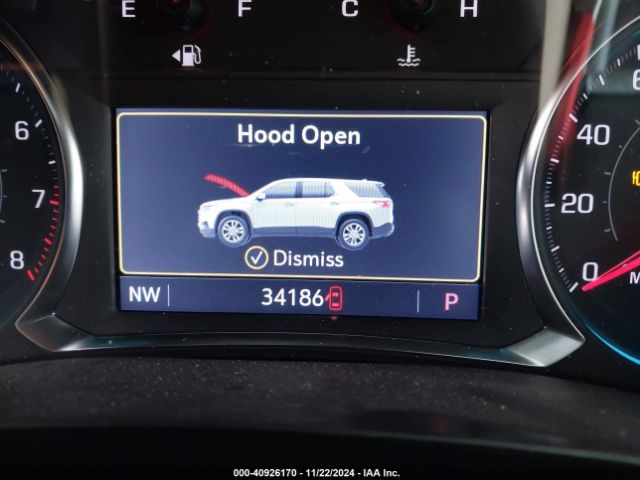 E F C H
Hood Open
Dismiss
NW 34186 P
6
7
8
40
20
0
000-40926170 - 11/22/2024 - IAA Inc.